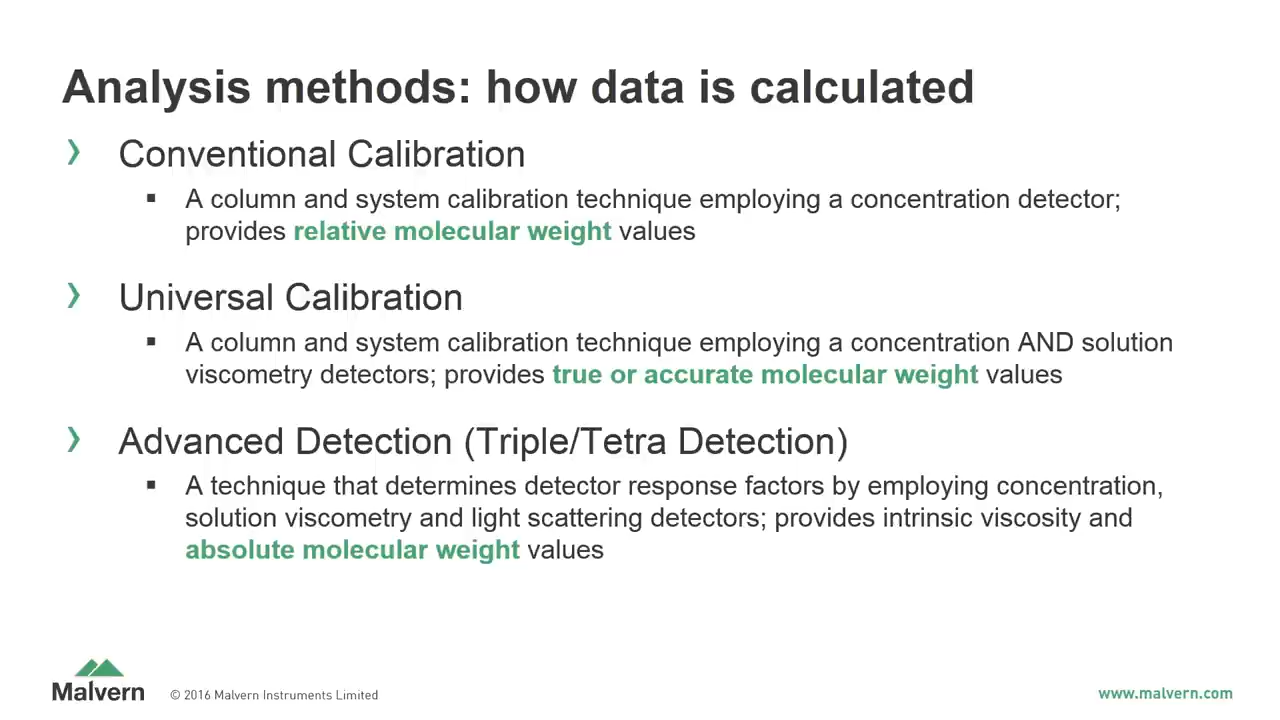 Analysis methods: how data is calculated
❯ Conventional Calibration
▪ A column and system calibration technique employing a concentration detector;
provides relative molecular weight values
❯ Universal Calibration
▪ A column and system calibration technique employing a concentration AND solution
viscometry detectors; provides true or accurate molecular weight values
❯ Advanced Detection (Triple/Tetra Detection)
▪ A technique that determines detector response factors by employing concentration,
solution viscometry and light scattering detectors; provides intrinsic viscosity and
absolute molecular weight values
Malvern © 2016 Malvern Instruments Limited
www.malvern.com